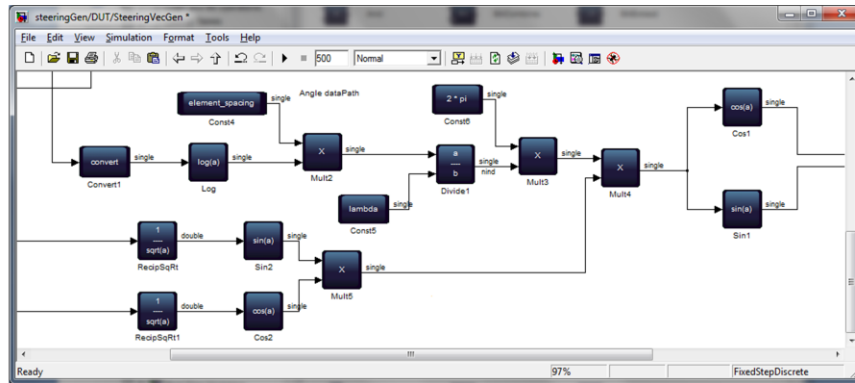 steeringGen/DUT/SteeringVecGen *
File Edit View Simulation Format Tools Help
500 Normal
element_spacing single
Const4
Angle dataPath
2 * pi single
Const6
cos(a) single
Cos1
convert single
Convert1
log(a) single
Log
X single
Mult2
a
b
single
nind
Divide1
X single
Mult3
X single
Mult4
lambda single
Const5
sin(a) single
Sin1
1
sqrt(a)
double
RecipSqRt
sin(a) single
Sin2
X single
Mult5
1
sqrt(a)
double
RecipSqRt1
cos(a) single
Cos2
Ready 97% FixedStepDiscrete